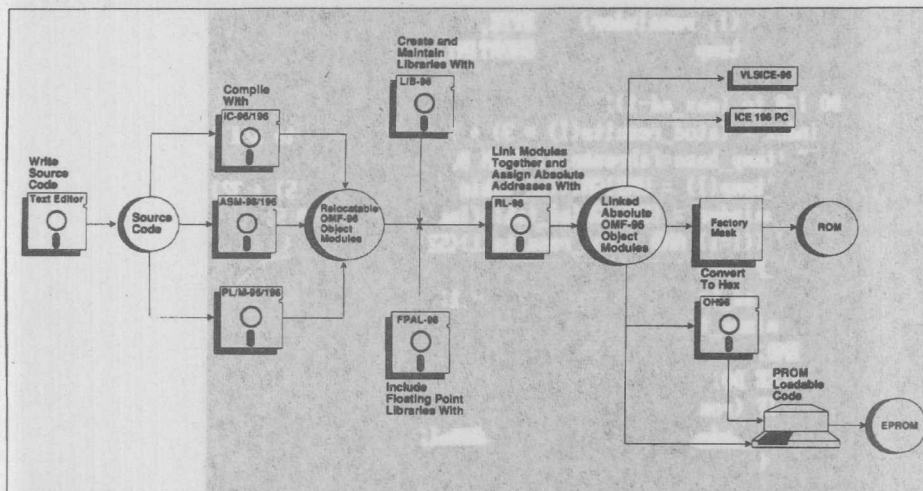 Write
Source
Code
Text Editor
Source
Code
Compile
With
IC-96/196
ASM-96/196
PL/M-96/196
Relocatable
OMF-96
Object
Modules
Create and
Maintain
Libraries With
LIB-96
FPAL-96
Include
Floating Point
Libraries With
Link Modules
Together and
Assign Absolute
Addresses With
RL-96
Linked
Absolute
OMF-96
Object
Modules
VLSICE-96
ICE 196 PC
Factory
Mask
ROM
Convert
To Hex
OH96
PROM
Loadable
Code
EPROM